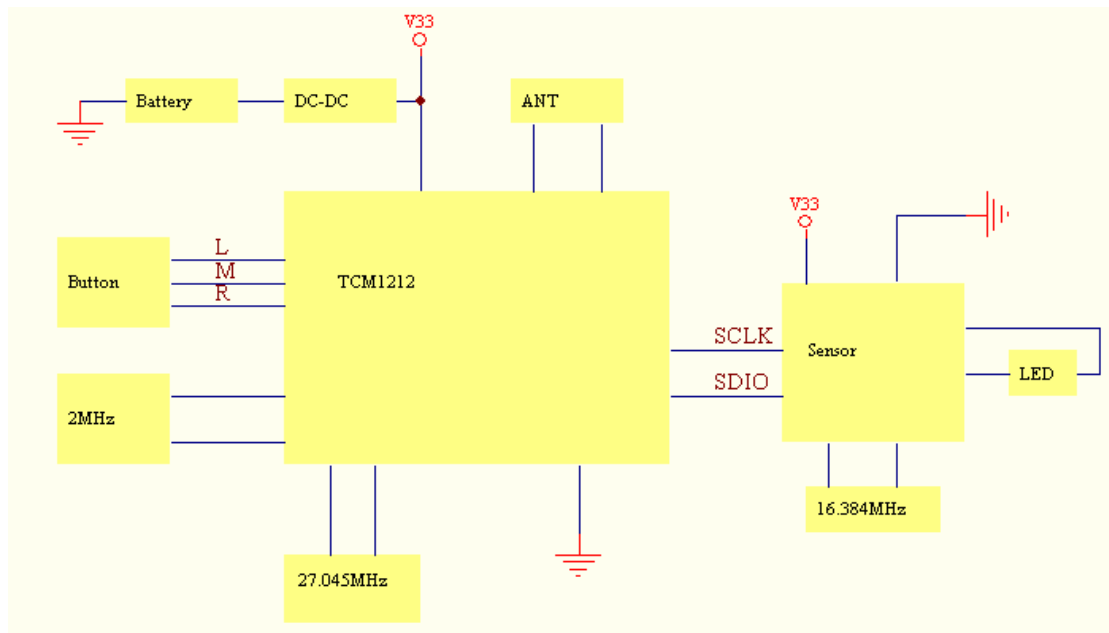 V33
Battery
DC-DC
ANT
V33
L
M
R
Button
TCM1212
SCLK
Sensor
SDIO
LED
2MHz
16.384MHz
27.045MHz